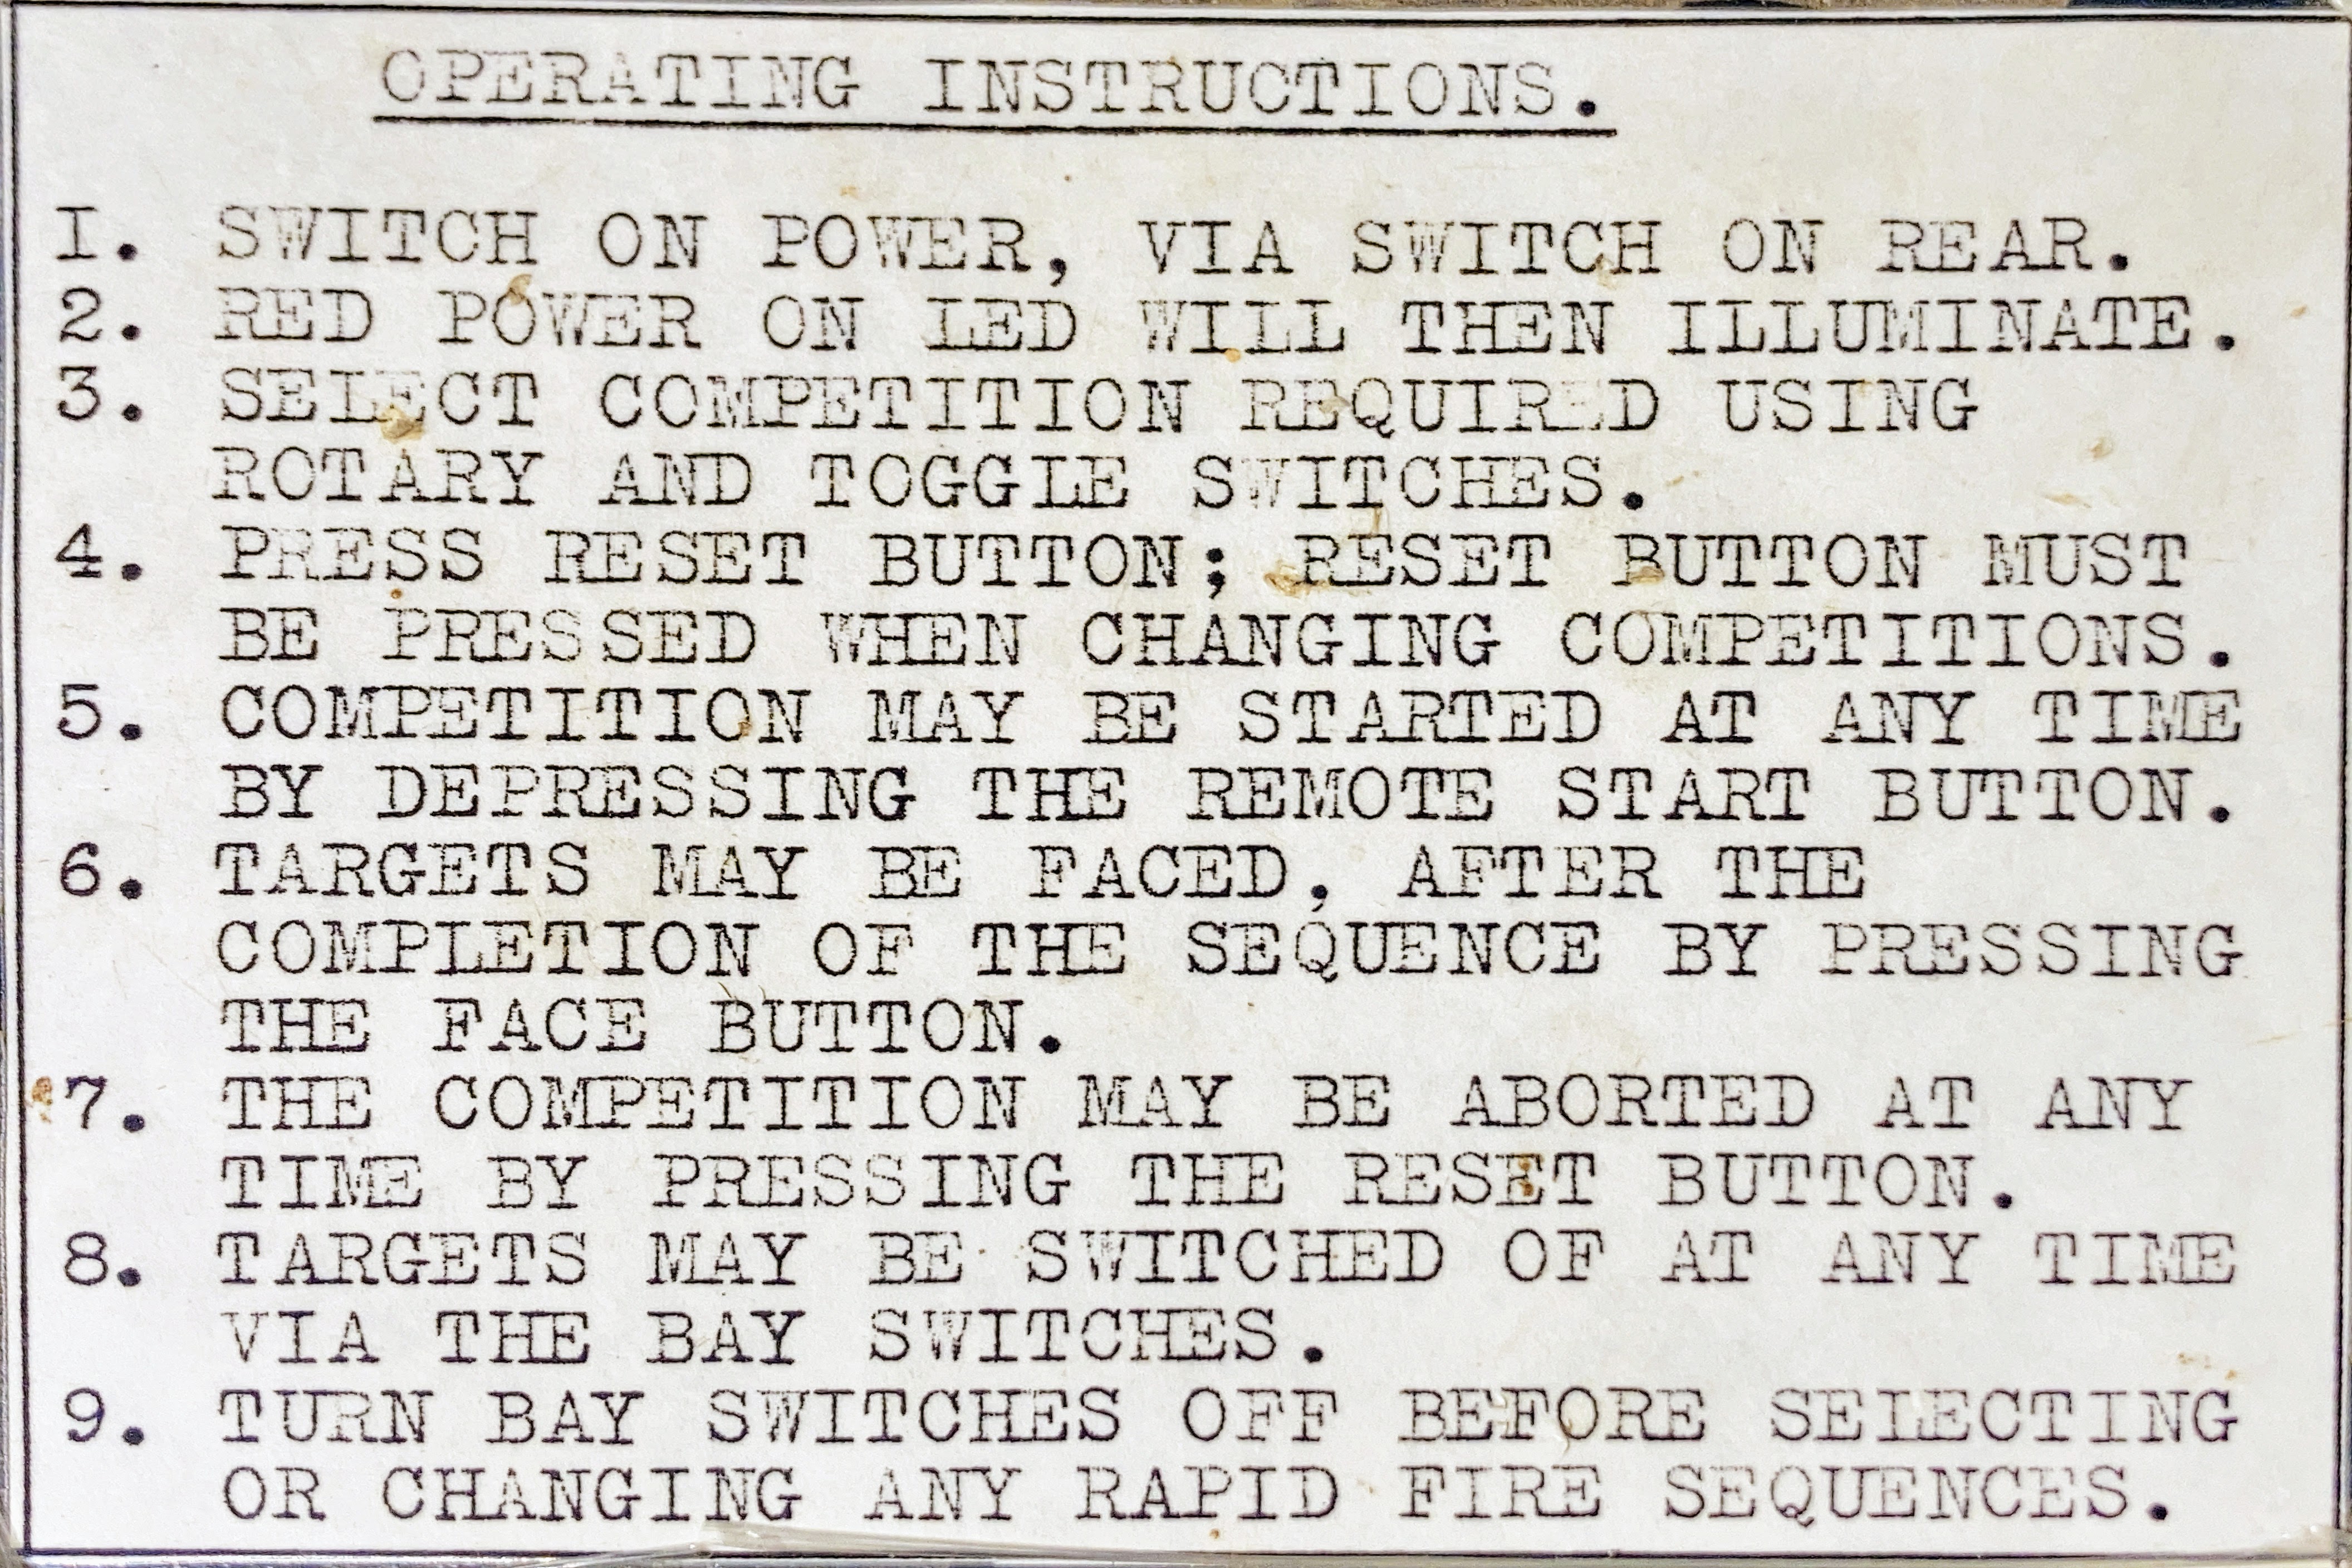 OPERATING INSTRUCTIONS.
I. SWITCH ON POWER, VIA SWITCH ON REAR.
2. RED POWER ON LED WILL THEN ILLUMINATE.
3. SELECT COMPETITION REQUIRED USING
ROTARY AND TOGGLE SWITCHES.
4. PRESS RESET BUTTON; RESET BUTTON MUST
BE PRESSED WHEN CHANGING COMPETITIONS.
5. COMPETITION MAY BE STARTED AT ANY TIME
BY DEPRESSING THE REMOTE START BUTTON.
6. TARGETS MAY BE FACED, AFTER THE
COMPLETION OF THE SEQUENCE BY PRESSING
THE FACE BUTTON.
7. THE COMPETITION MAY BE ABORTED AT ANY
TIME BY PRESSING THE RESET BUTTON.
8. TARGETS MAY BE SWITCHED OF AT ANY TIME
VIA THE BAY SWITCHES.
9. TURN BAY SWITCHES OFF BEFORE SELECTING
OR CHANGING ANY RAPID FIRE SEQUENCES.